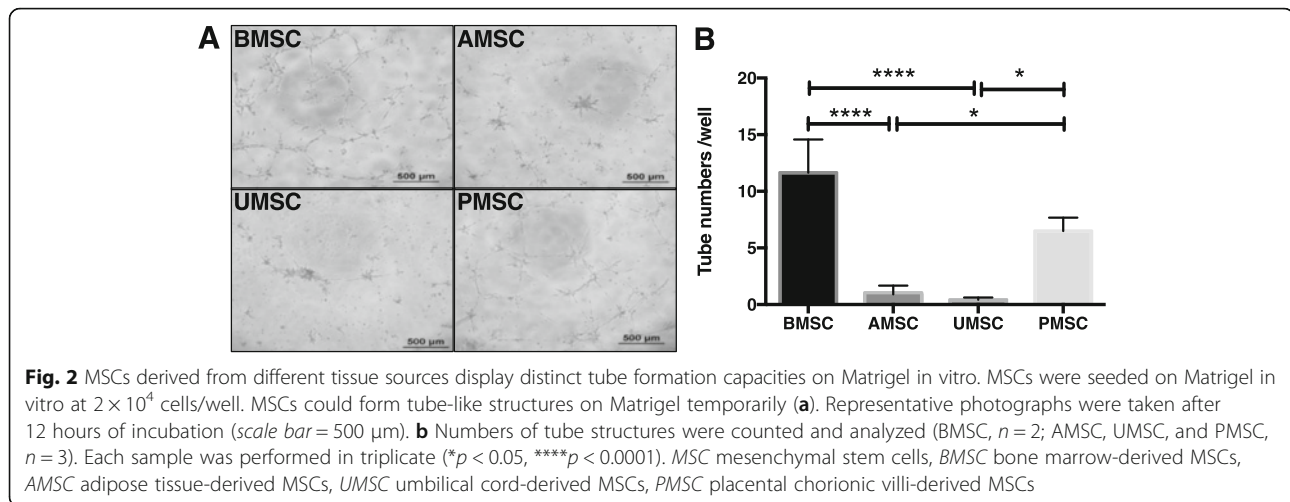 A
BMSC
AMSC
500 µm
500 µm
UMSC
PMSC
500 µm
500 µm
B
**** *
**** *
20
15
10
5
0
Tube numbers /well
BMSC AMSC UMSC PMSC
Fig. 2 MSCs derived from different tissue sources display distinct tube formation capacities on Matrigel in vitro. MSCs were seeded on Matrigel in
vitro at 2 × 10⁴ cells/well. MSCs could form tube-like structures on Matrigel temporarily (a). Representative photographs were taken after
12 hours of incubation (scale bar = 500 µm). b Numbers of tube structures were counted and analyzed (BMSC, n = 2; AMSC, UMSC, and PMSC,
n = 3). Each sample was performed in triplicate (*p < 0.05, ****p < 0.0001). MSC mesenchymal stem cells, BMSC bone marrow-derived MSCs,
AMSC adipose tissue-derived MSCs, UMSC umbilical cord-derived MSCs, PMSC placental chorionic villi-derived MSCs